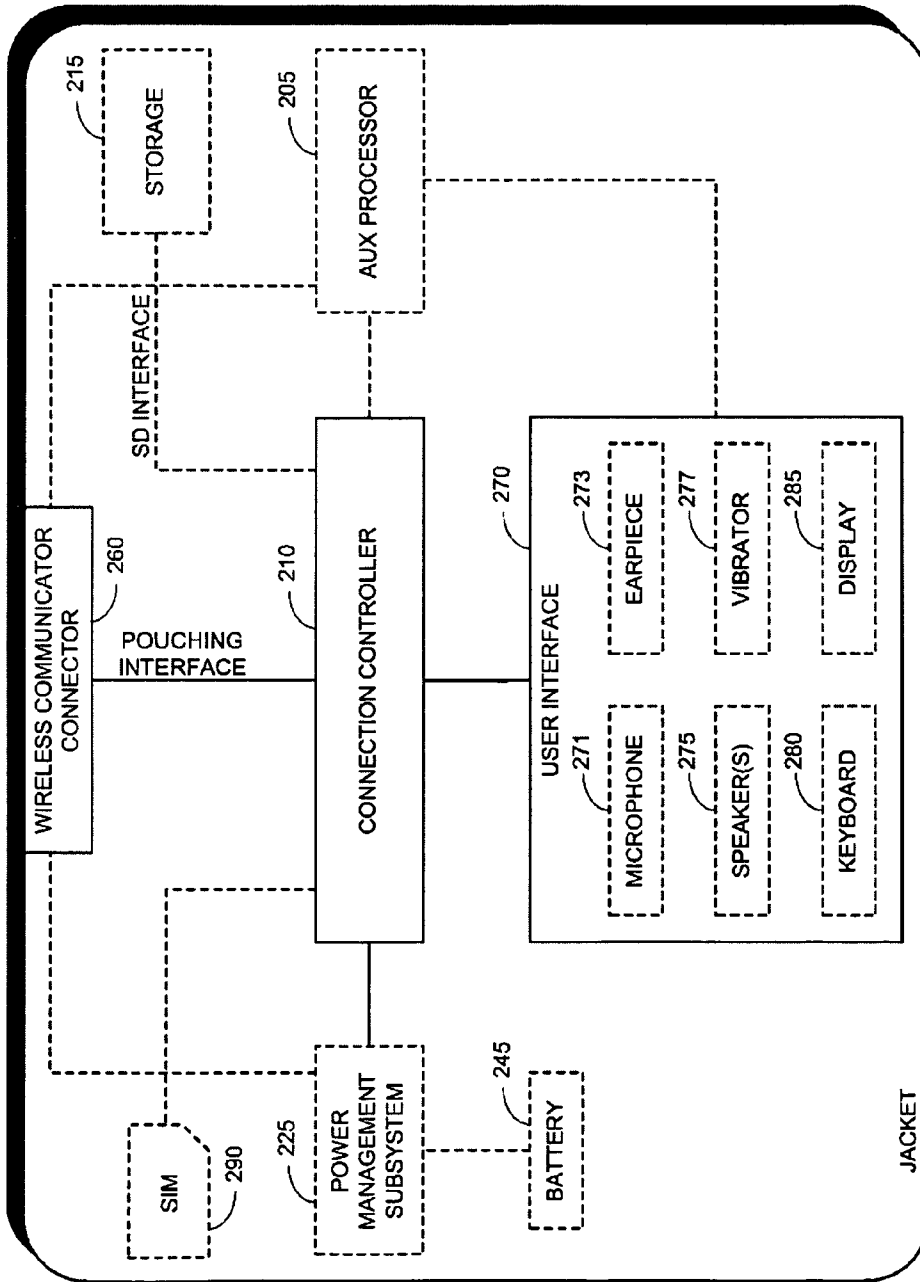 WIRELESS COMMUNICATOR
CONNECTOR
260
215
STORAGE
SD INTERFACE
SIM
290
POUCHING
INTERFACE
225
POWER
MANAGEMENT
SUBSYSTEM
210
CONNECTION CONTROLLER
205
AUX PROCESSOR
245
BATTERY
270
USER INTERFACE
271
MICROPHONE
273
EARPIECE
275
SPEAKER(S)
277
VIBRATOR
280
KEYBOARD
285
DISPLAY
JACKET